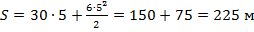 S = 30 ∙ 5 + 6∙5²/2 = 150 + 75 = 225 м